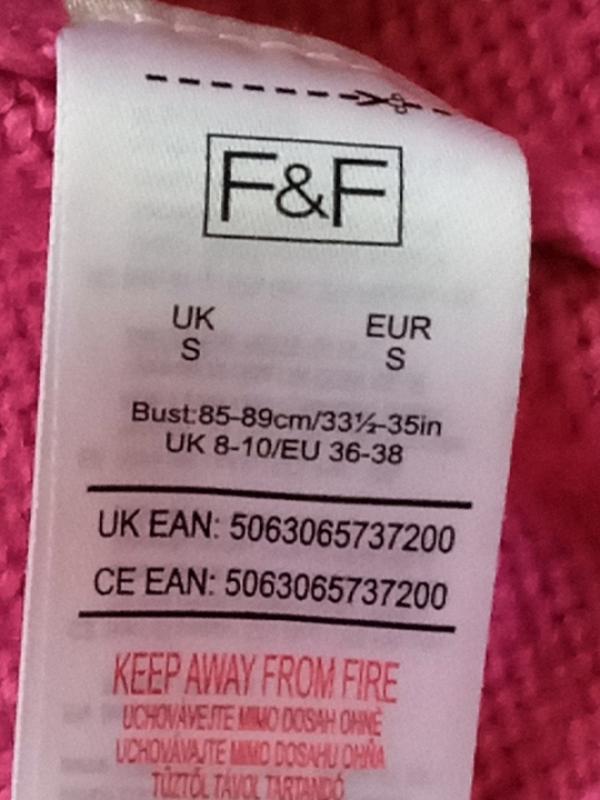 F&F
UK EUR
S S
Bust:85-89cm/33½-35in
UK 8-10/EU 36-38
UK EAN: 5063065737200
CE EAN: 5063065737200
KEEP AWAY FROM FIRE
UCHOVÁVEJTE MIMO DOSAH OHNĚ
UCHOVÁVAJTE MIMO DOSAHU OHŇA
TŰZTŐL TÁVOL TARTANDÓ